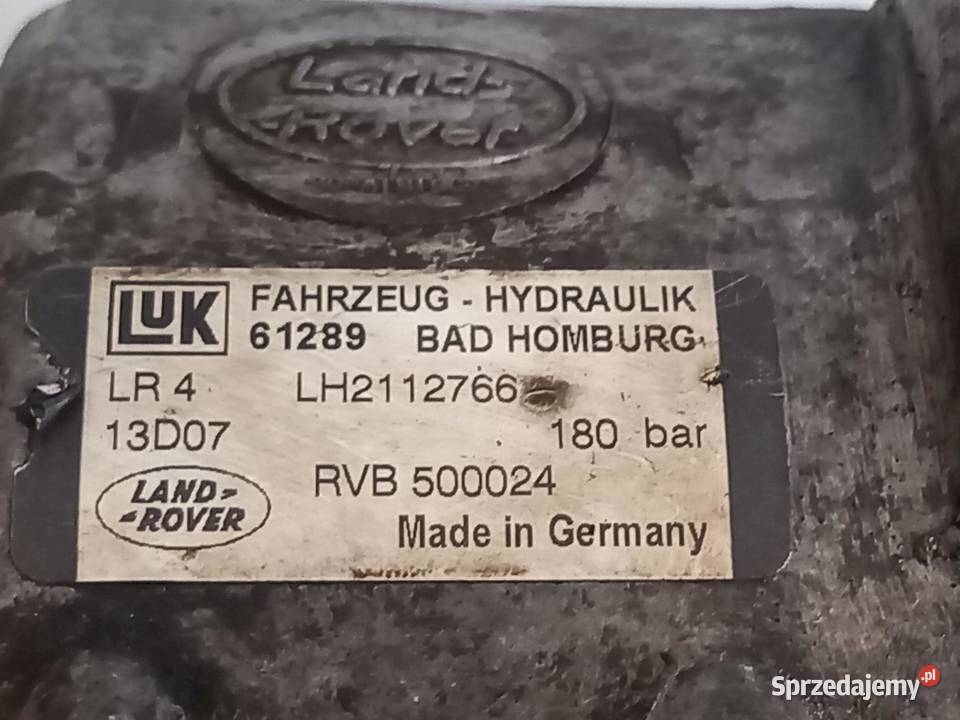 Land-
-Rover
LUK
FAHRZEUG - HYDRAULIK
61289 BAD HOMBURG
LR 4 LH2112766
13D07 180 bar
RVB 500024
LAND-
-ROVER
Made in Germany
Sprzedajemy.pl